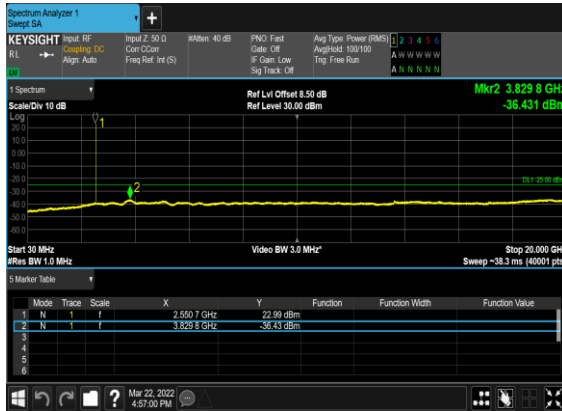 Spectrum Analyzer 1
Swept SA
+
KEYSIGHT Input: RF Input Z: 50 Ω #Atten: 40 dB PNO: Fast Avg Type: Power (RMS) 1 2 3 4 5 6
RL Coupling: DC Corr CCorr Gate: Off Avg|Hold: 100/100 A W W W W W
Align: Auto Freq Ref: Int (S) IF Gain: Low Trig: Free Run
Sig Track: Off A N N N N N
1 Spectrum Ref Lvl Offset 8.50 dB Mkr2 3.829 8 GHz
Scale/Div 10 dB Ref Level 30.00 dBm -36.431 dBm
Log
1
20.0
10.0
0.00
-10.0
-20.0 DL1 -25.00 dBm
2
-30.0
-40.0
-50.0
-60.0
Start 30 MHz Video BW 3.0 MHz* Stop 20.000 GHz
#Res BW 1.0 MHz Sweep ~38.3 ms (40001 pts)
5 Marker Table
Mode Trace Scale X Y Function Function Width Function Value
1 N 1 f 2.550 7 GHz 22.99 dBm
2 N 1 f 3.829 8 GHz -36.43 dBm
3
4
5
6
? Mar 22, 2022
4:57:00 PM